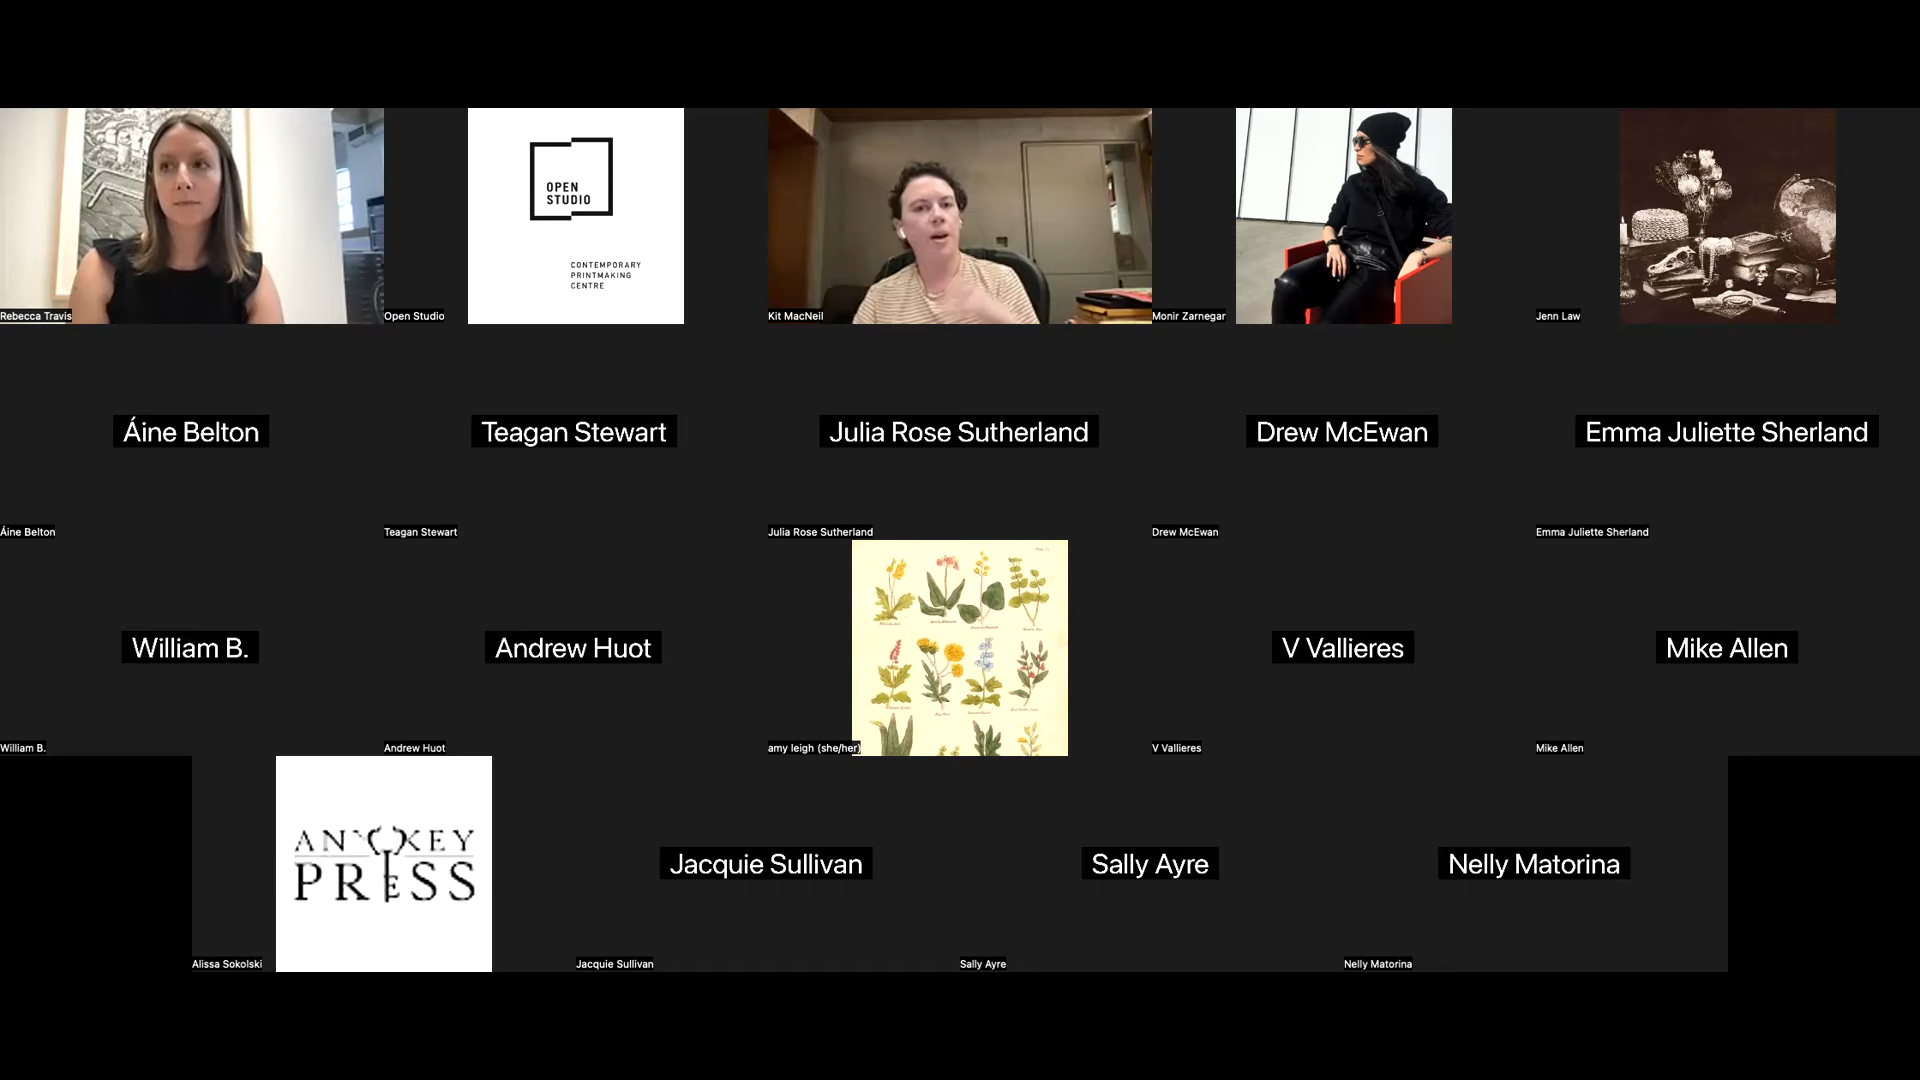 OPEN
STUDIO
CONTEMPORARY
PRINTMAKING
CENTRE
Rebecca Travis
Open Studio
Kit MacNeil
Monir Zarnegar
Jenn Law
Áine Belton
Teagan Stewart
Julia Rose Sutherland
Drew McEwan
Emma Juliette Sherland
Áine Belton
Teagan Stewart
Julia Rose Sutherland
Drew McEwan
Emma Juliette Sherland
William B.
Andrew Huot
V Vallieres
Mike Allen
William B.
Andrew Huot
amy leigh (she/her)
V Vallieres
Mike Allen
KEY
PRESS
Jacquie Sullivan
Sally Ayre
Nelly Matorina
Alissa Sokolski
Jacquie Sullivan
Sally Ayre
Nelly Matorina